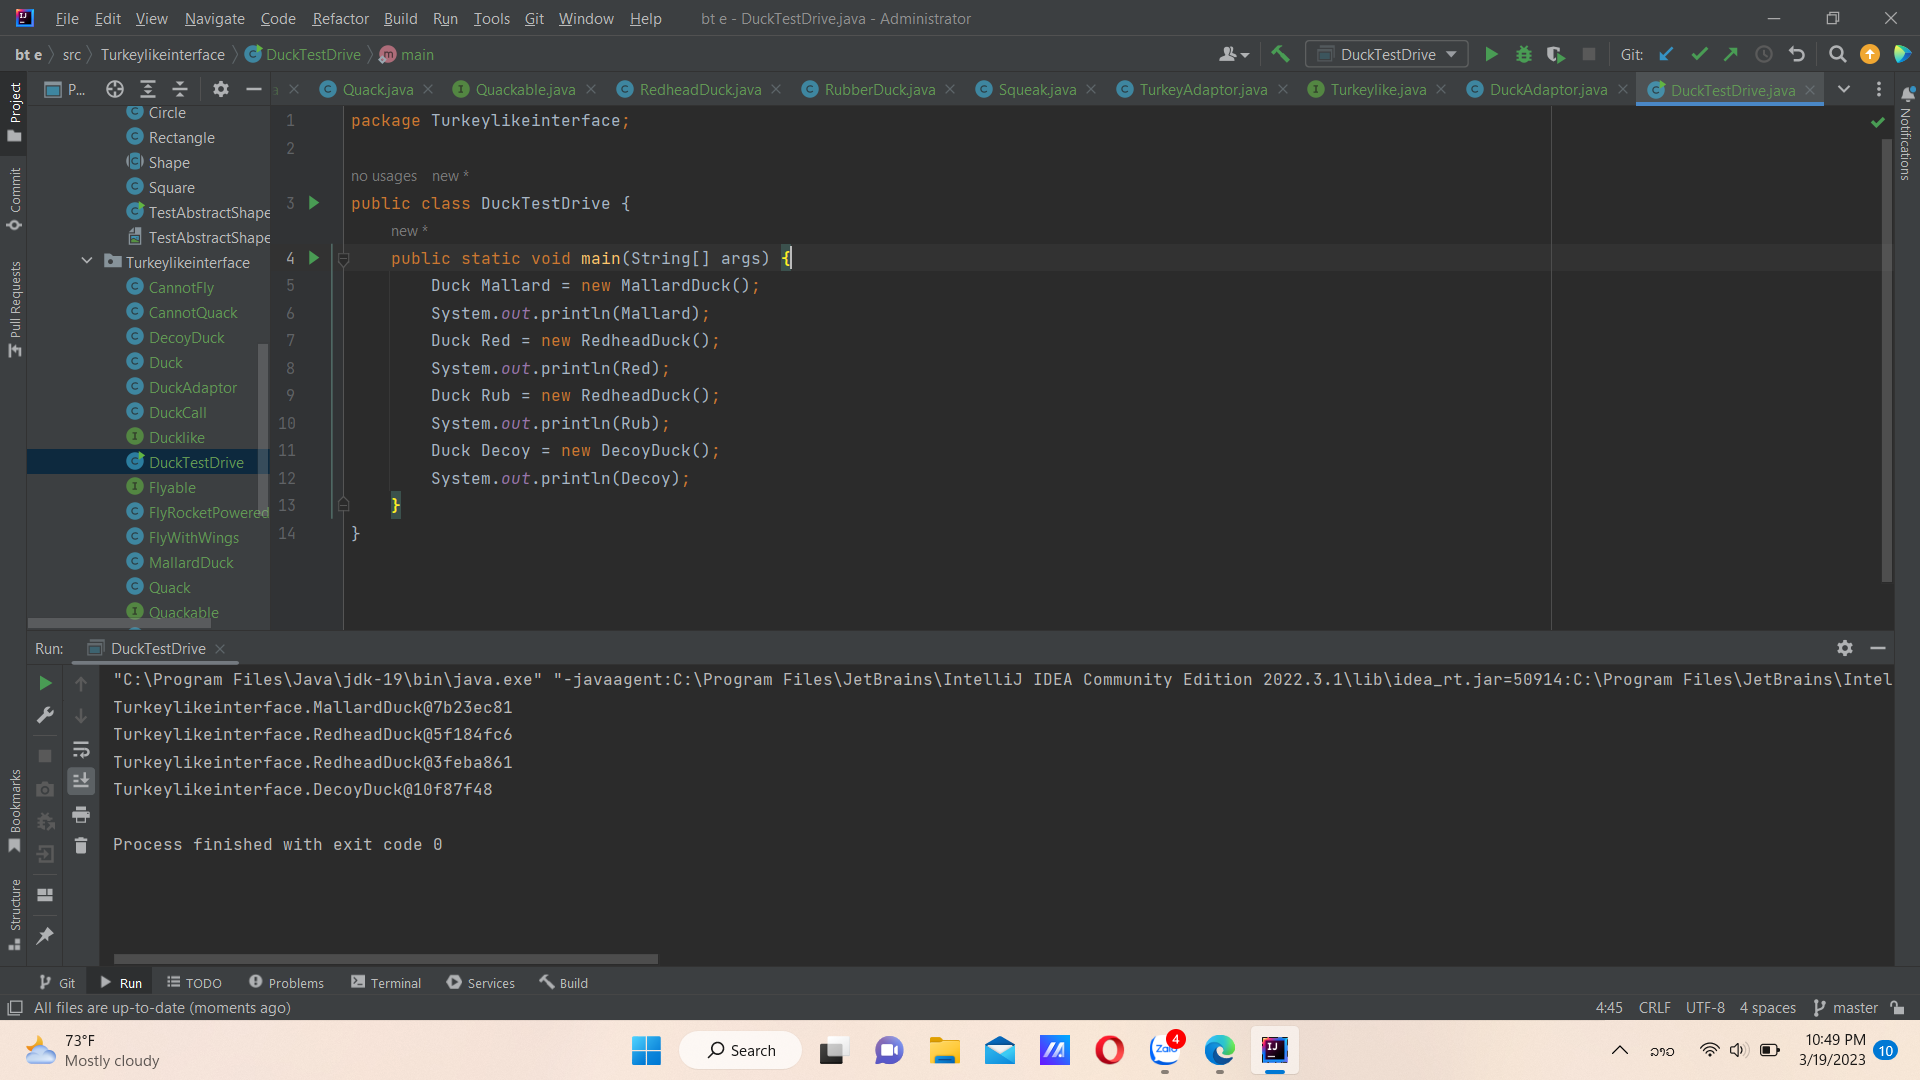 File Edit View Navigate Code Refactor Build Run Tools Git Window Help bt e - DuckTestDrive.java - Administrator
bt e src Turkeylikeinterface DuckTestDrive main DuckTestDrive Git:
P... Quack.java Quackable.java RedheadDuck.java RubberDuck.java Squeak.java TurkeyAdaptor.java Turkeylike.java DuckAdaptor.java DuckTestDrive.java
Project
Commit
Pull Requests
Bookmarks
Structure
Notifications
Circle
Rectangle
Shape
Square
TestAbstractShape
TestAbstractShape
Turkeylikeinterface
CannotFly
CannotQuack
DecoyDuck
Duck
DuckAdaptor
DuckCall
Ducklike
DuckTestDrive
Flyable
FlyRocketPowered
FlyWithWings
MallardDuck
Quack
Quackable
1 package Turkeylikeinterface;
2
no usages new *
3 public class DuckTestDrive {
new *
4 public static void main(String[] args) {
5 Duck Mallard = new MallardDuck();
6 System.out.println(Mallard);
7 Duck Red = new RedheadDuck();
8 System.out.println(Red);
9 Duck Rub = new RedheadDuck();
10 System.out.println(Rub);
11 Duck Decoy = new DecoyDuck();
12 System.out.println(Decoy);
13 }
14 }
Run: DuckTestDrive
"C:\Program Files\Java\jdk-19\bin\java.exe" "-javaagent:C:\Program Files\JetBrains\IntelliJ IDEA Community Edition 2022.3.1\lib\idea_rt.jar=50914:C:\Program Files\JetBrains\Intel
Turkeylikeinterface.MallardDuck@7b23ec81
Turkeylikeinterface.RedheadDuck@5f184fc6
Turkeylikeinterface.RedheadDuck@3feba861
Turkeylikeinterface.DecoyDuck@10f87f48
Process finished with exit code 0
Git Run TODO Problems Terminal Services Build
All files are up-to-date (moments ago) 4:45 CRLF UTF-8 4 spaces master
73°F
Mostly cloudy
Search
Zalo 4
ລາວ
10:49 PM
3/19/2023
10